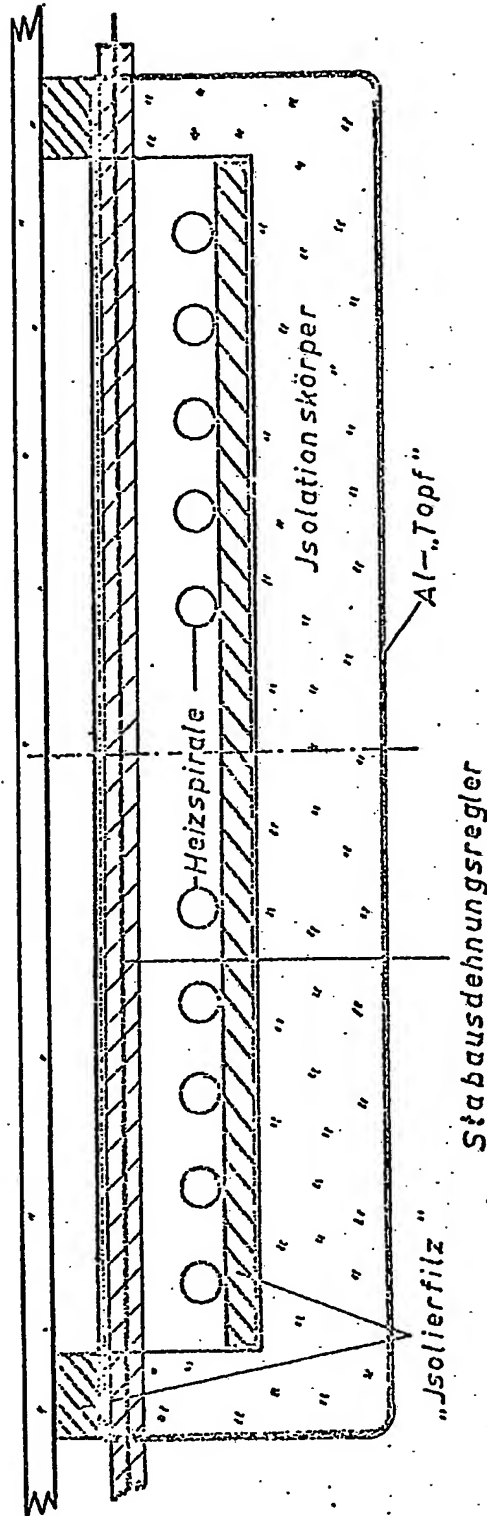 Heizspirale
„Jsolationskörper"
Al-„Topf"
Stabausdehnungsregler
„Jsolierfilz"